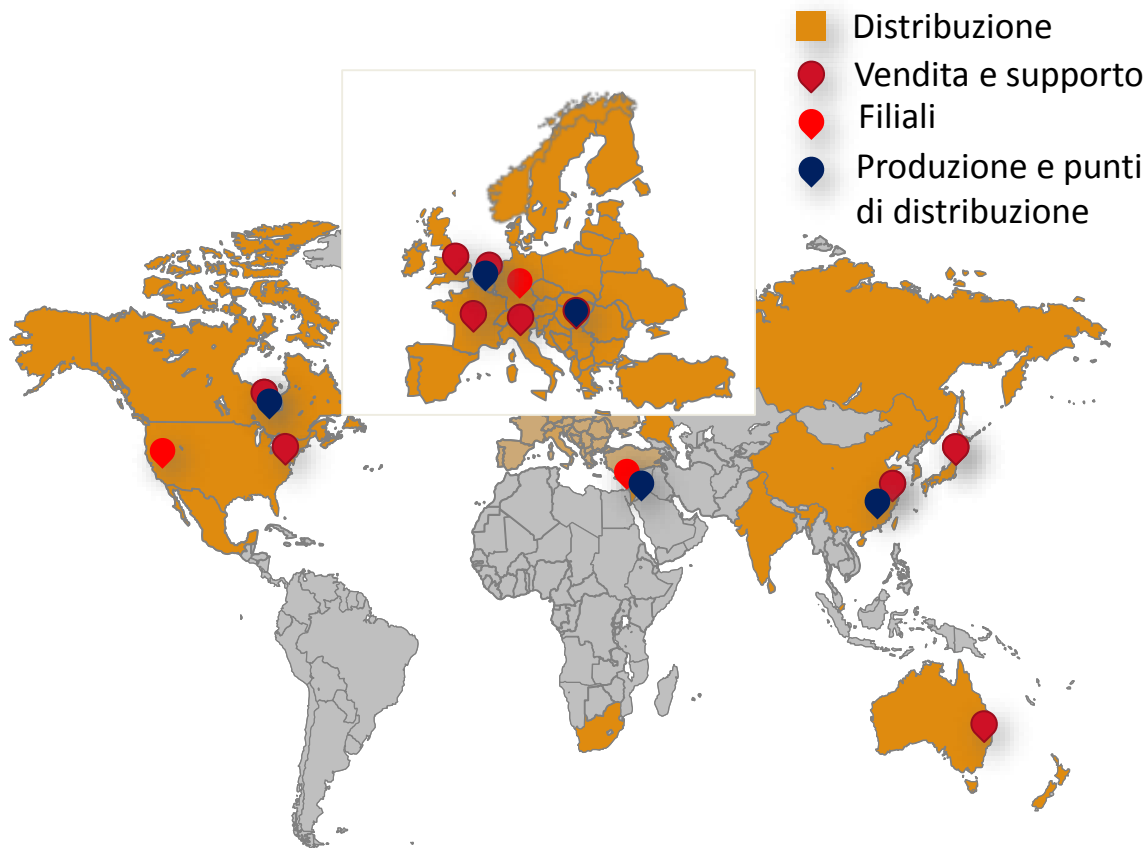 Distribuzione
Vendita e supporto
Filiali
Produzione e punti
di distribuzione